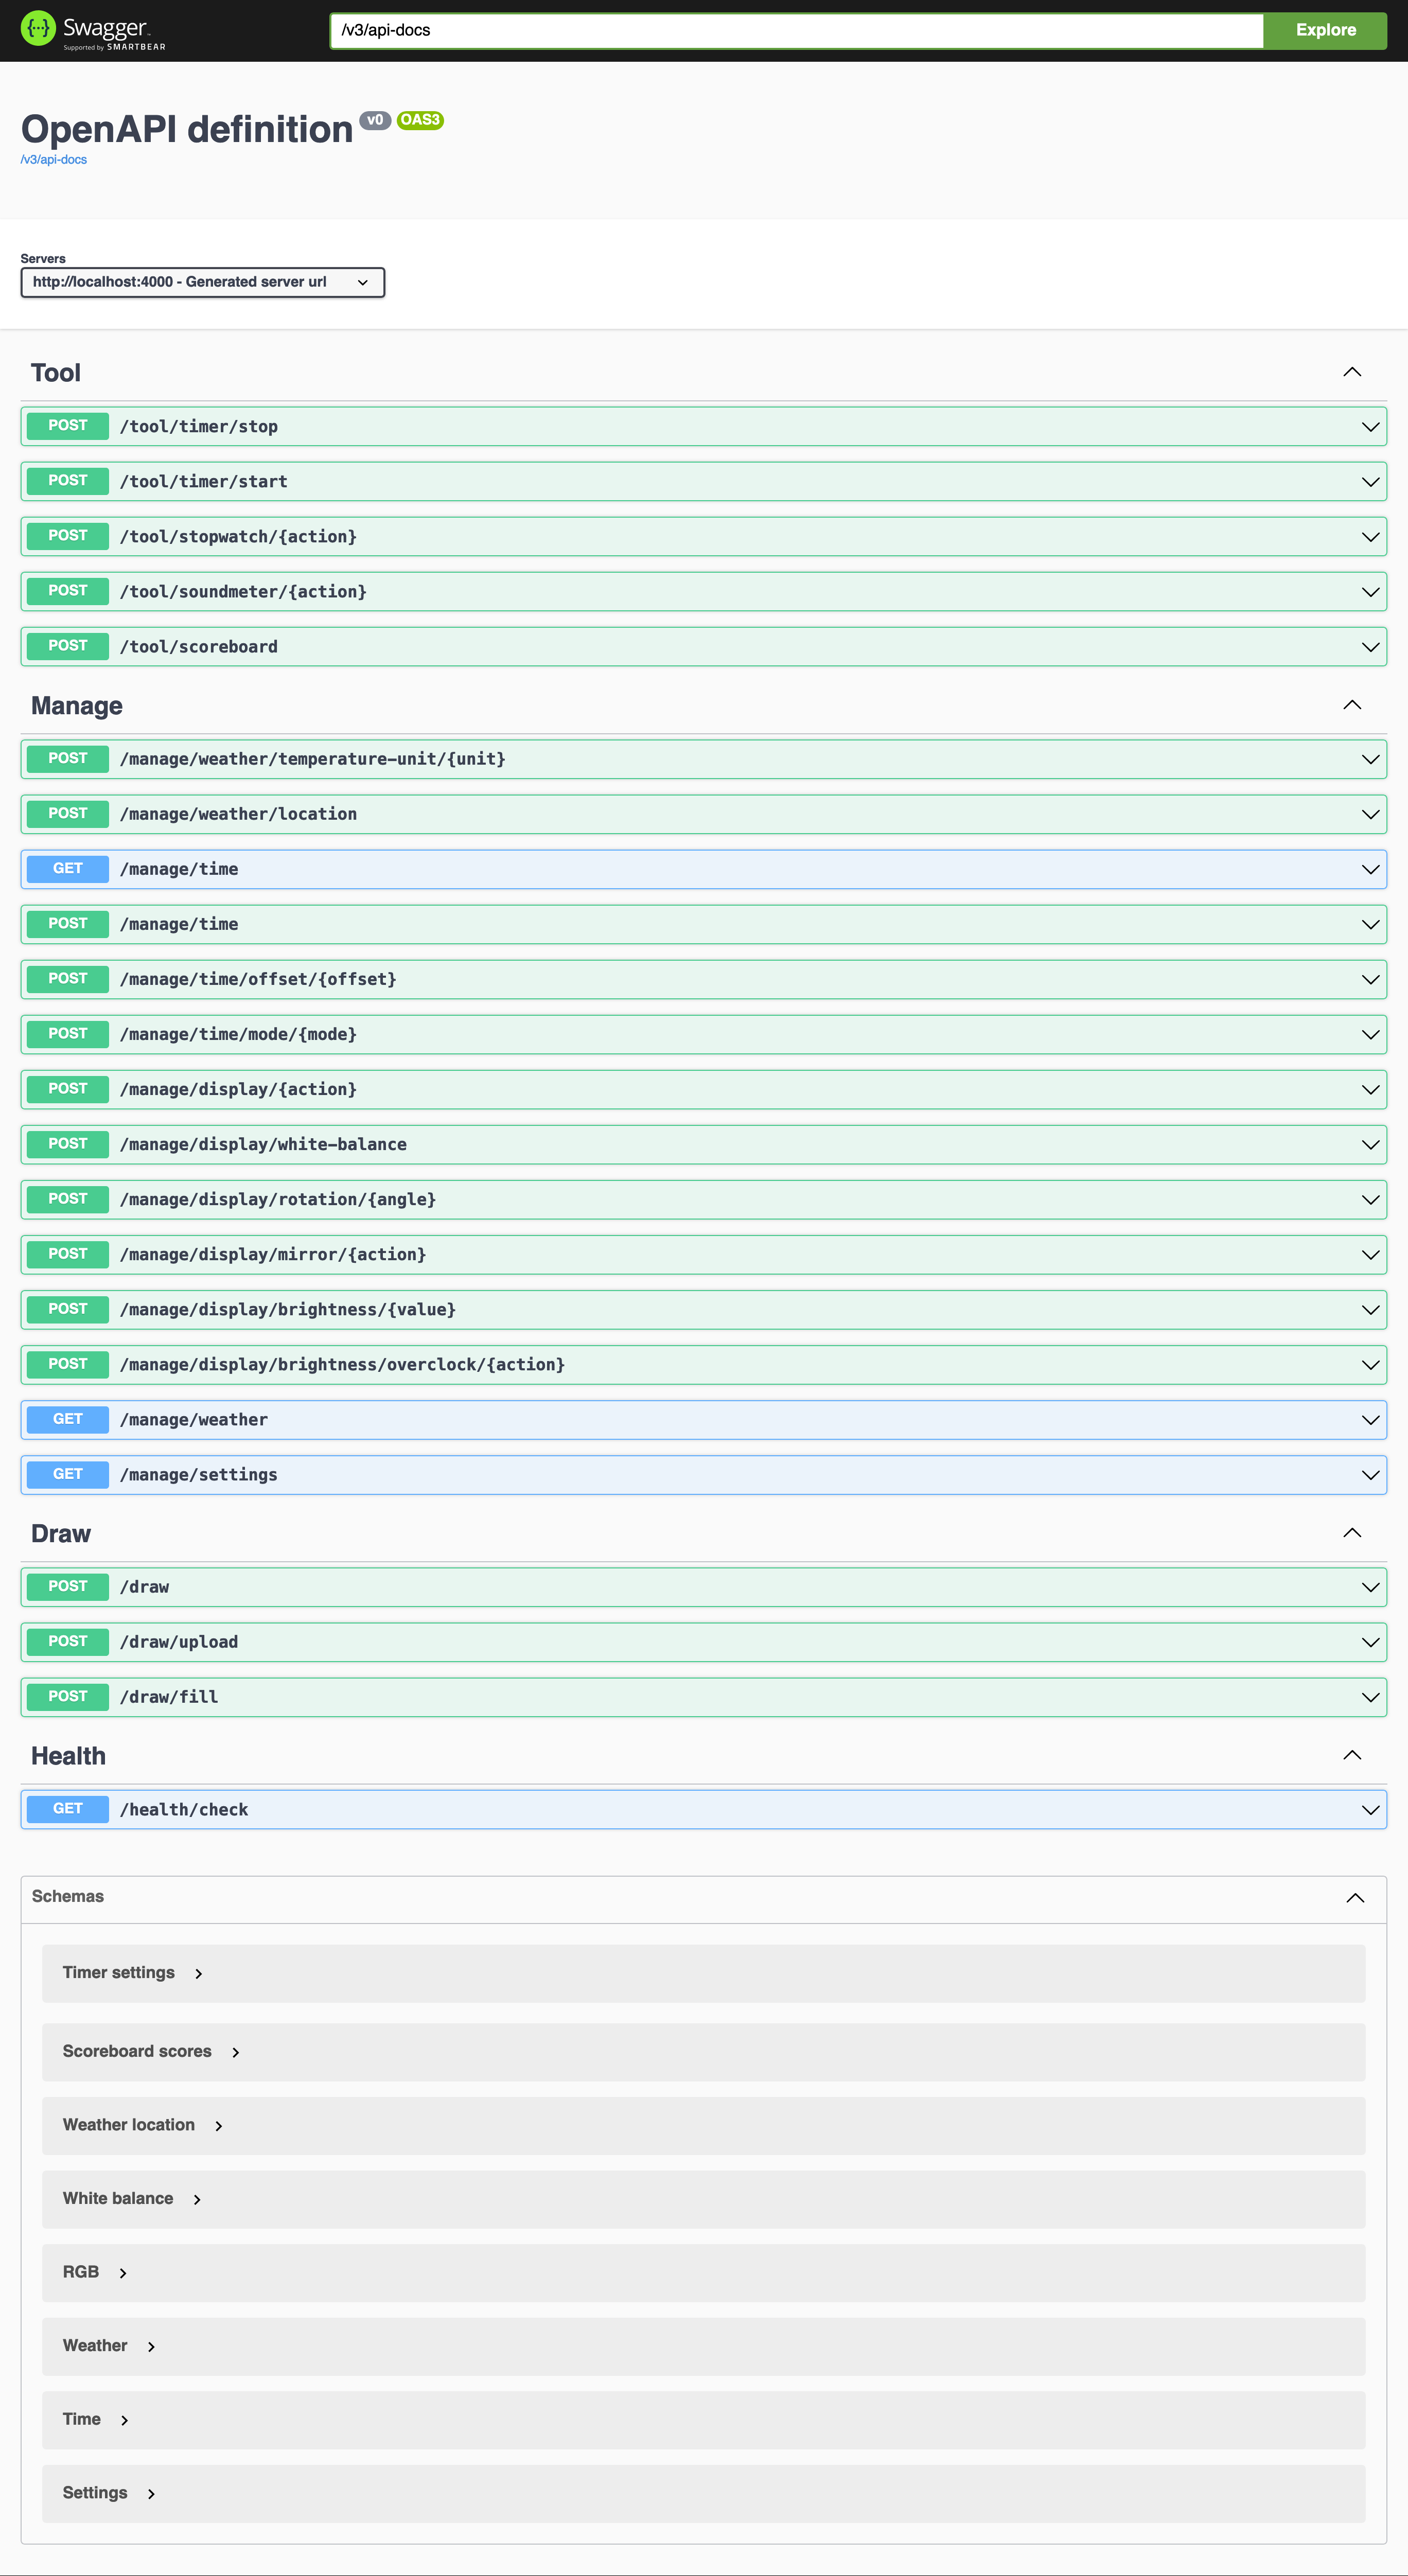 Swagger
Supported by SMARTBEAR
/v3/api-docs
Explore
OpenAPI definition v0 OAS3
/v3/api-docs
Servers
http://localhost:4000 - Generated server url
Tool
POST /tool/timer/stop
POST /tool/timer/start
POST /tool/stopwatch/{action}
POST /tool/soundmeter/{action}
POST /tool/scoreboard
Manage
POST /manage/weather/temperature-unit/{unit}
POST /manage/weather/location
GET /manage/time
POST /manage/time
POST /manage/time/offset/{offset}
POST /manage/time/mode/{mode}
POST /manage/display/{action}
POST /manage/display/white-balance
POST /manage/display/rotation/{angle}
POST /manage/display/mirror/{action}
POST /manage/display/brightness/{value}
POST /manage/display/brightness/overclock/{action}
GET /manage/weather
GET /manage/settings
Draw
POST /draw
POST /draw/upload
POST /draw/fill
Health
GET /health/check
Schemas
Timer settings
Scoreboard scores
Weather location
White balance
RGB
Weather
Time
Settings